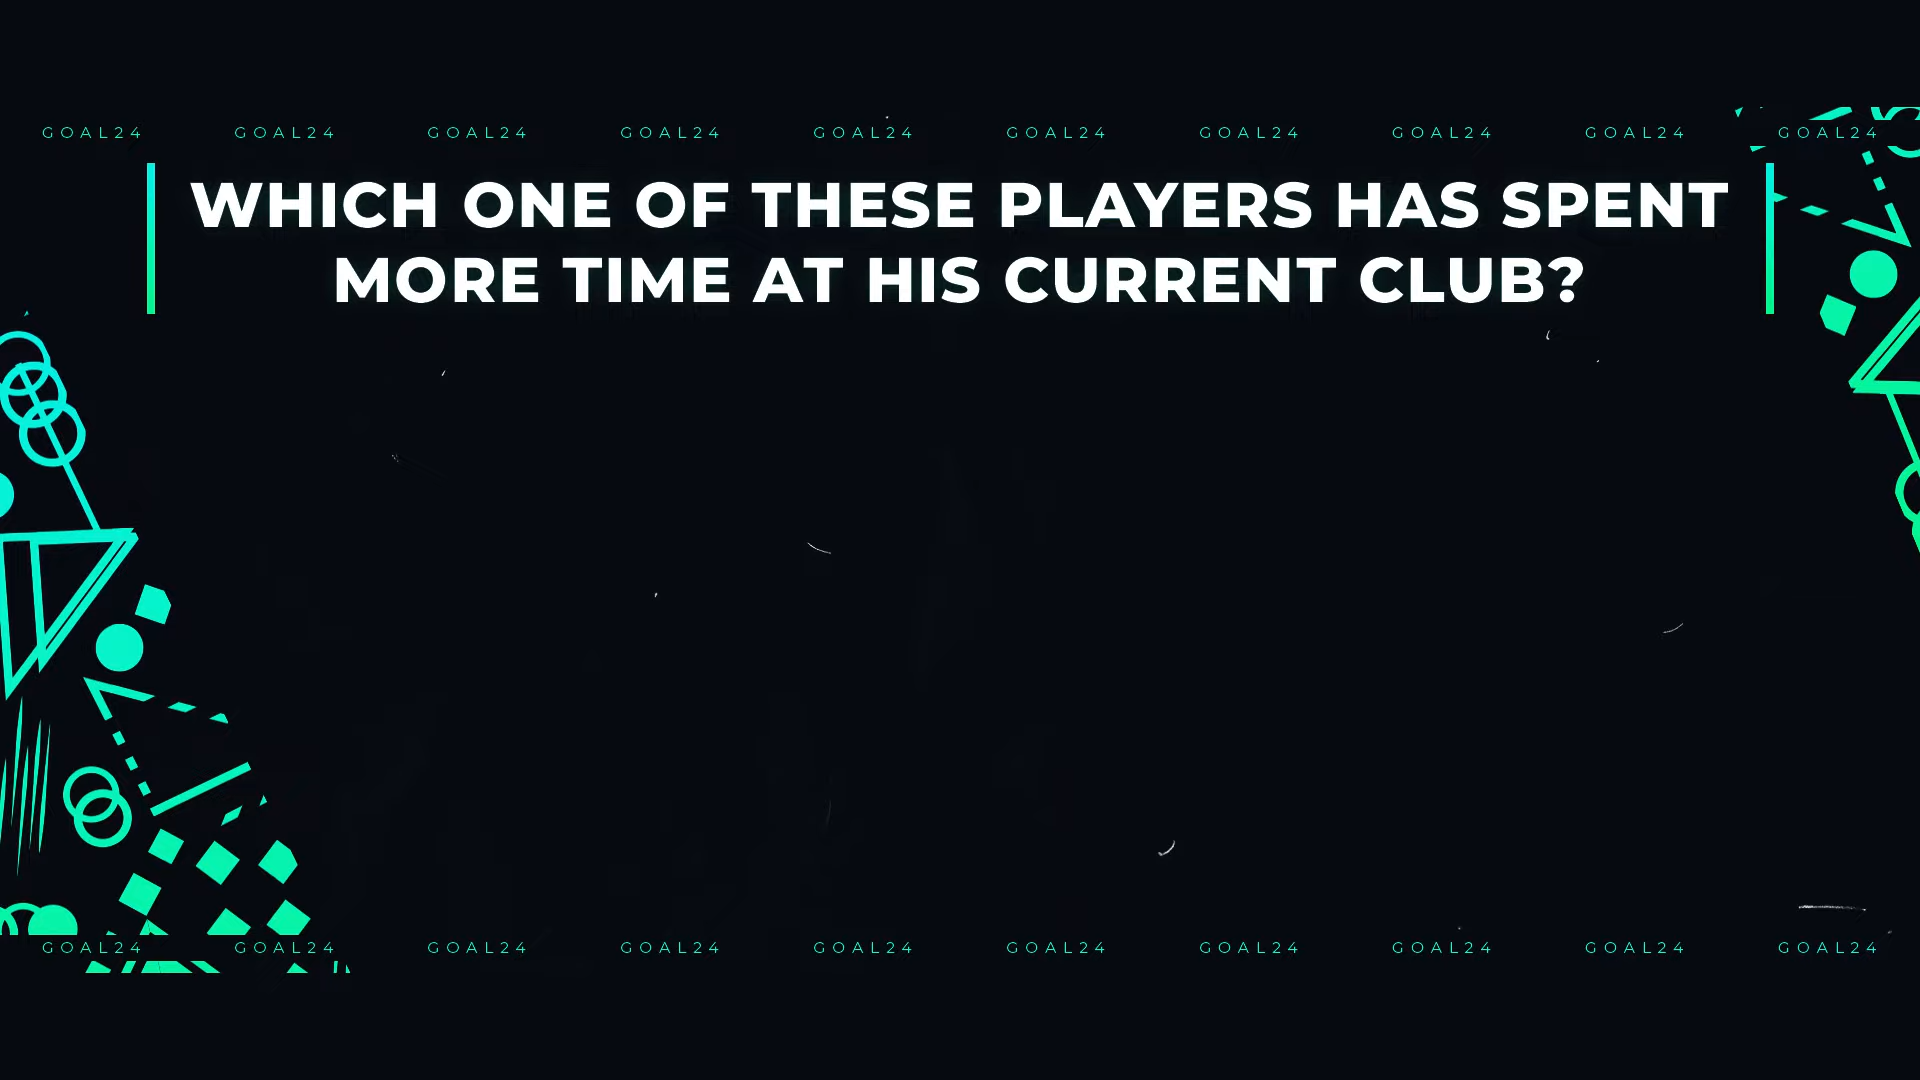 GOAL24 GOAL24 GOAL24 GOAL24 GOAL24 GOAL24 GOAL24 GOAL24 GOAL24 GOAL24
WHICH ONE OF THESE PLAYERS HAS SPENT
MORE TIME AT HIS CURRENT CLUB?
GOAL24 GOAL24 GOAL24 GOAL24 GOAL24 GOAL24 GOAL24 GOAL24 GOAL24 GOAL24